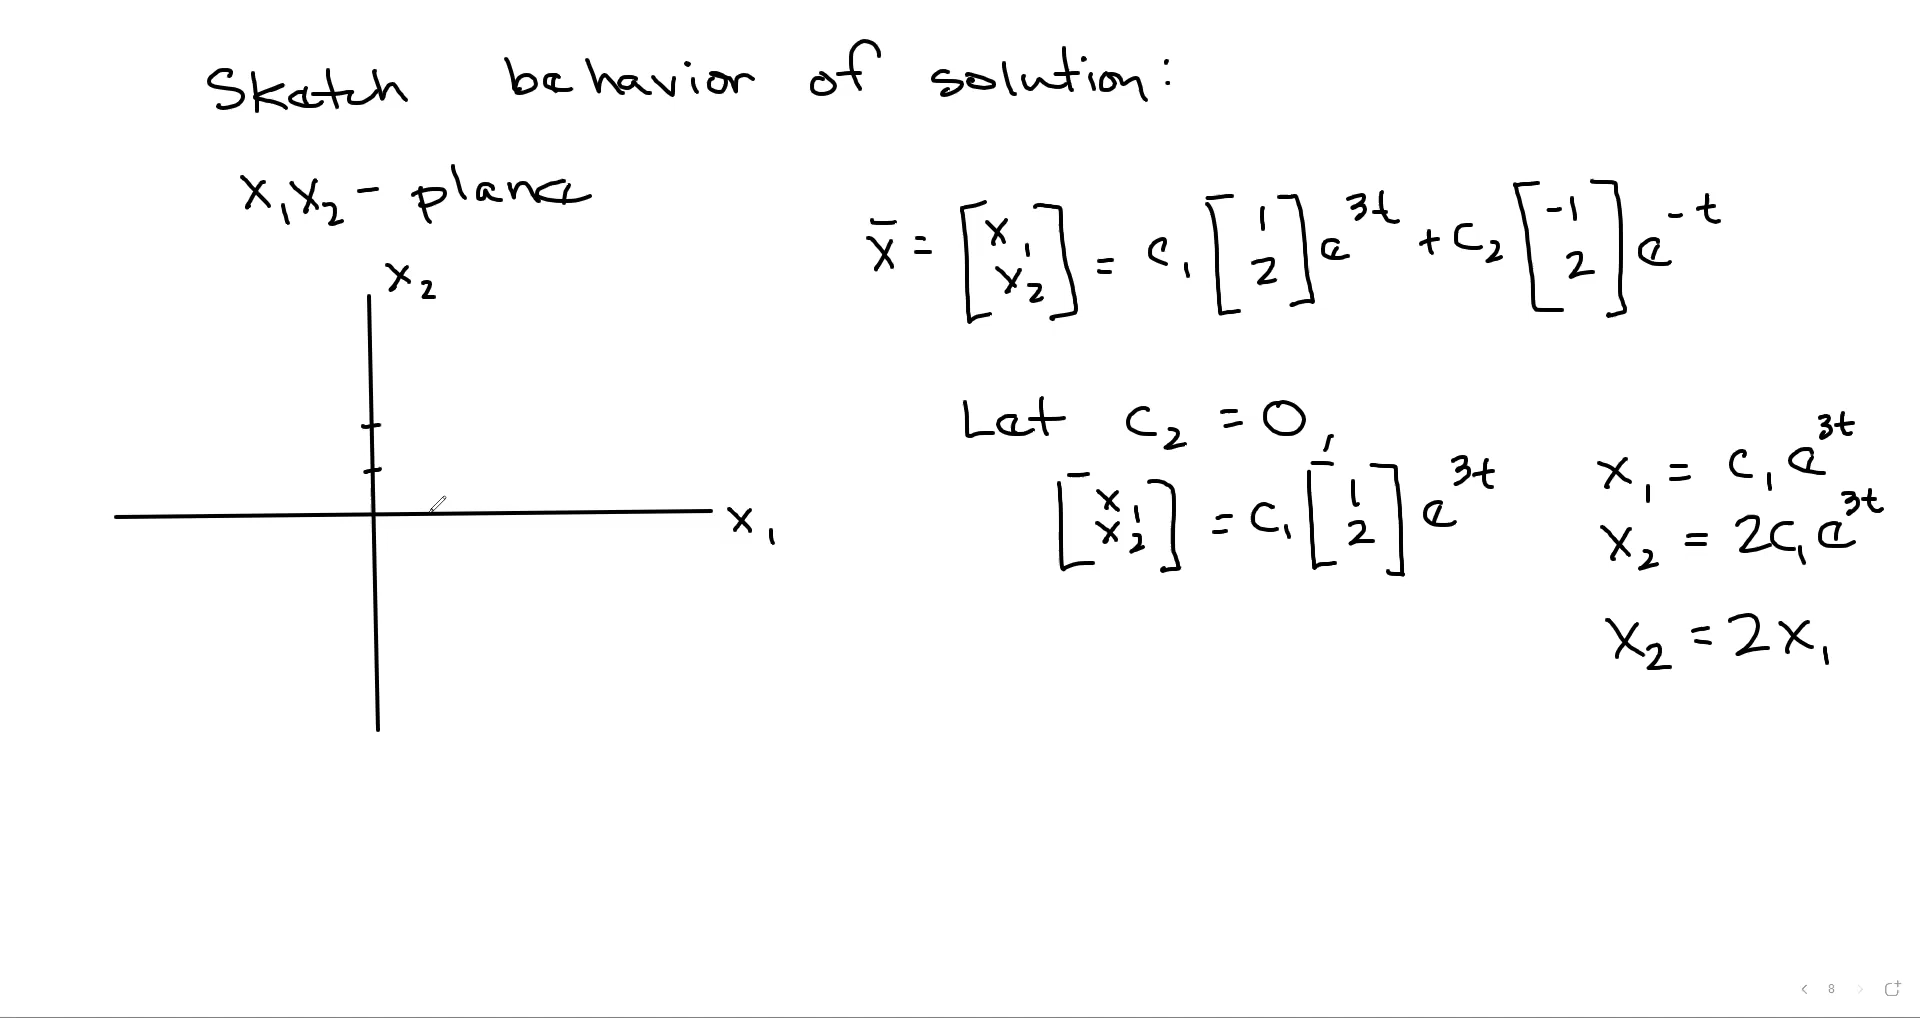 Sketch behavior of solution:
x₁x₂ - plane
x̄ = [x₁ x₂] = c₁ [1 2] e^{3t} + c₂ [-1 2] e^{-t}
x₂
x₁
Let c₂ = 0,
[x₁ x₂] = c₁ [1 2] e^{3t}
x₁ = c₁ e^{3t}
x₂ = 2c₁ e^{3t}
x₂ = 2x₁
8